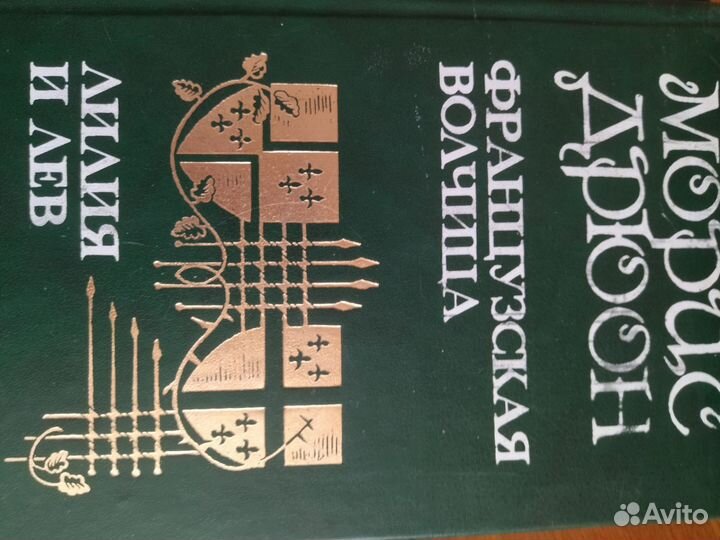 Морис
Дрюон
ФРАНЦУЗСКАЯ
ВОЛЧИЦА
ЛИЛИЯ
И ЛЕВ
Avito